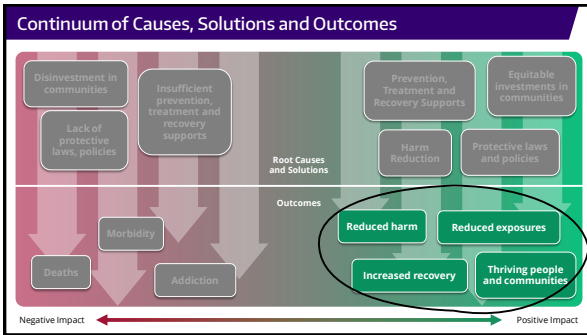 Continuum of Causes, Solutions and Outcomes
Disinvestment in
communities
Insufficient
prevention,
treatment and
recovery
supports
Lack of
protective
laws, policies
Prevention,
Treatment and
Recovery Supports
Equitable
investments in
communities
Harm
Reduction
Protective laws
and policies
Root Causes
and Solutions
Outcomes
Morbidity
Deaths
Addiction
Reduced harm
Reduced exposures
Increased recovery
Thriving people
and communities
Negative Impact
Positive Impact